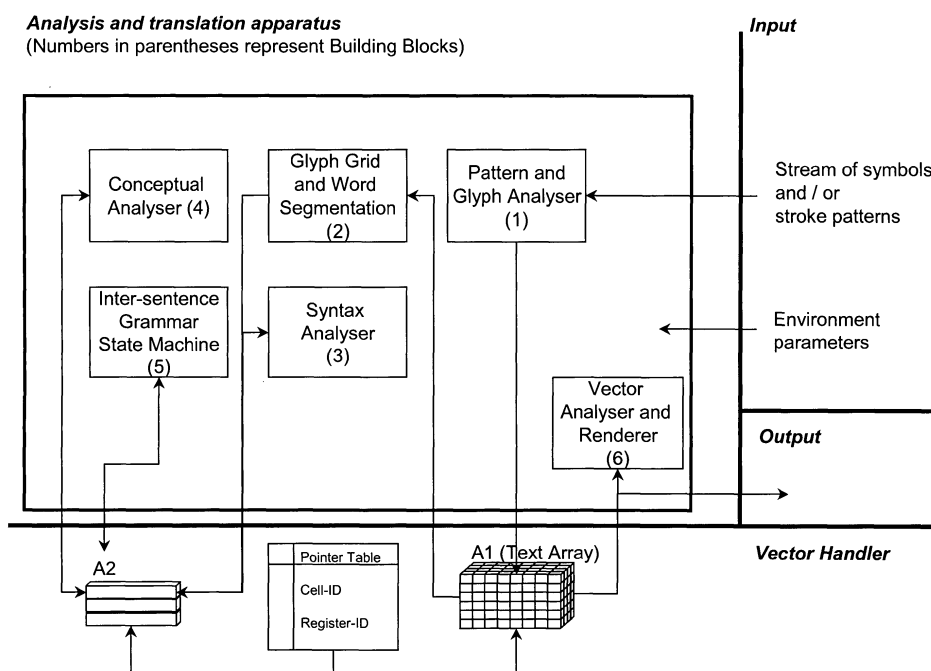 Analysis and translation apparatus
(Numbers in parentheses represent Building Blocks)
Input
Conceptual
Analyser (4)
Glyph Grid
and Word
Segmentation
(2)
Pattern and
Glyph Analyser
(1)
Stream of symbols
and / or
stroke patterns
Inter-sentence
Grammar
State Machine
(5)
Syntax
Analyser
(3)
Environment
parameters
Vector
Analyser and
Renderer
(6)
Output
A2
Pointer Table
Cell-ID
Register-ID
A1 (Text Array)
Vector Handler